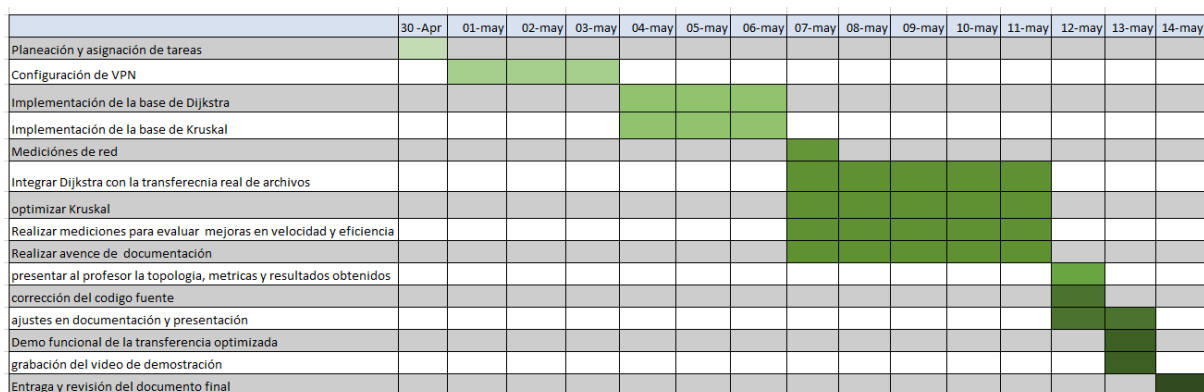 30 -Apr 01-may 02-may 03-may 04-may 05-may 06-may 07-may 08-may 09-may 10-may 11-may 12-may 13-may 14-may
Planeación y asignación de tareas
Configuración de VPN
Implementación de la base de Dijkstra
Implementación de la base de Kruskal
Mediciónes de red
Integrar Dijkstra con la transferecnia real de archivos
optimizar Kruskal
Realizar mediciones para evaluar mejoras en velocidad y eficiencia
Realizar avence de documentación
presentar al profesor la topologia, metricas y resultados obtenidos
corrección del codigo fuente
ajustes en documentación y presentación
Demo funcional de la transferencia optimizada
grabación del video de demostración
Entraga y revisión del documento final